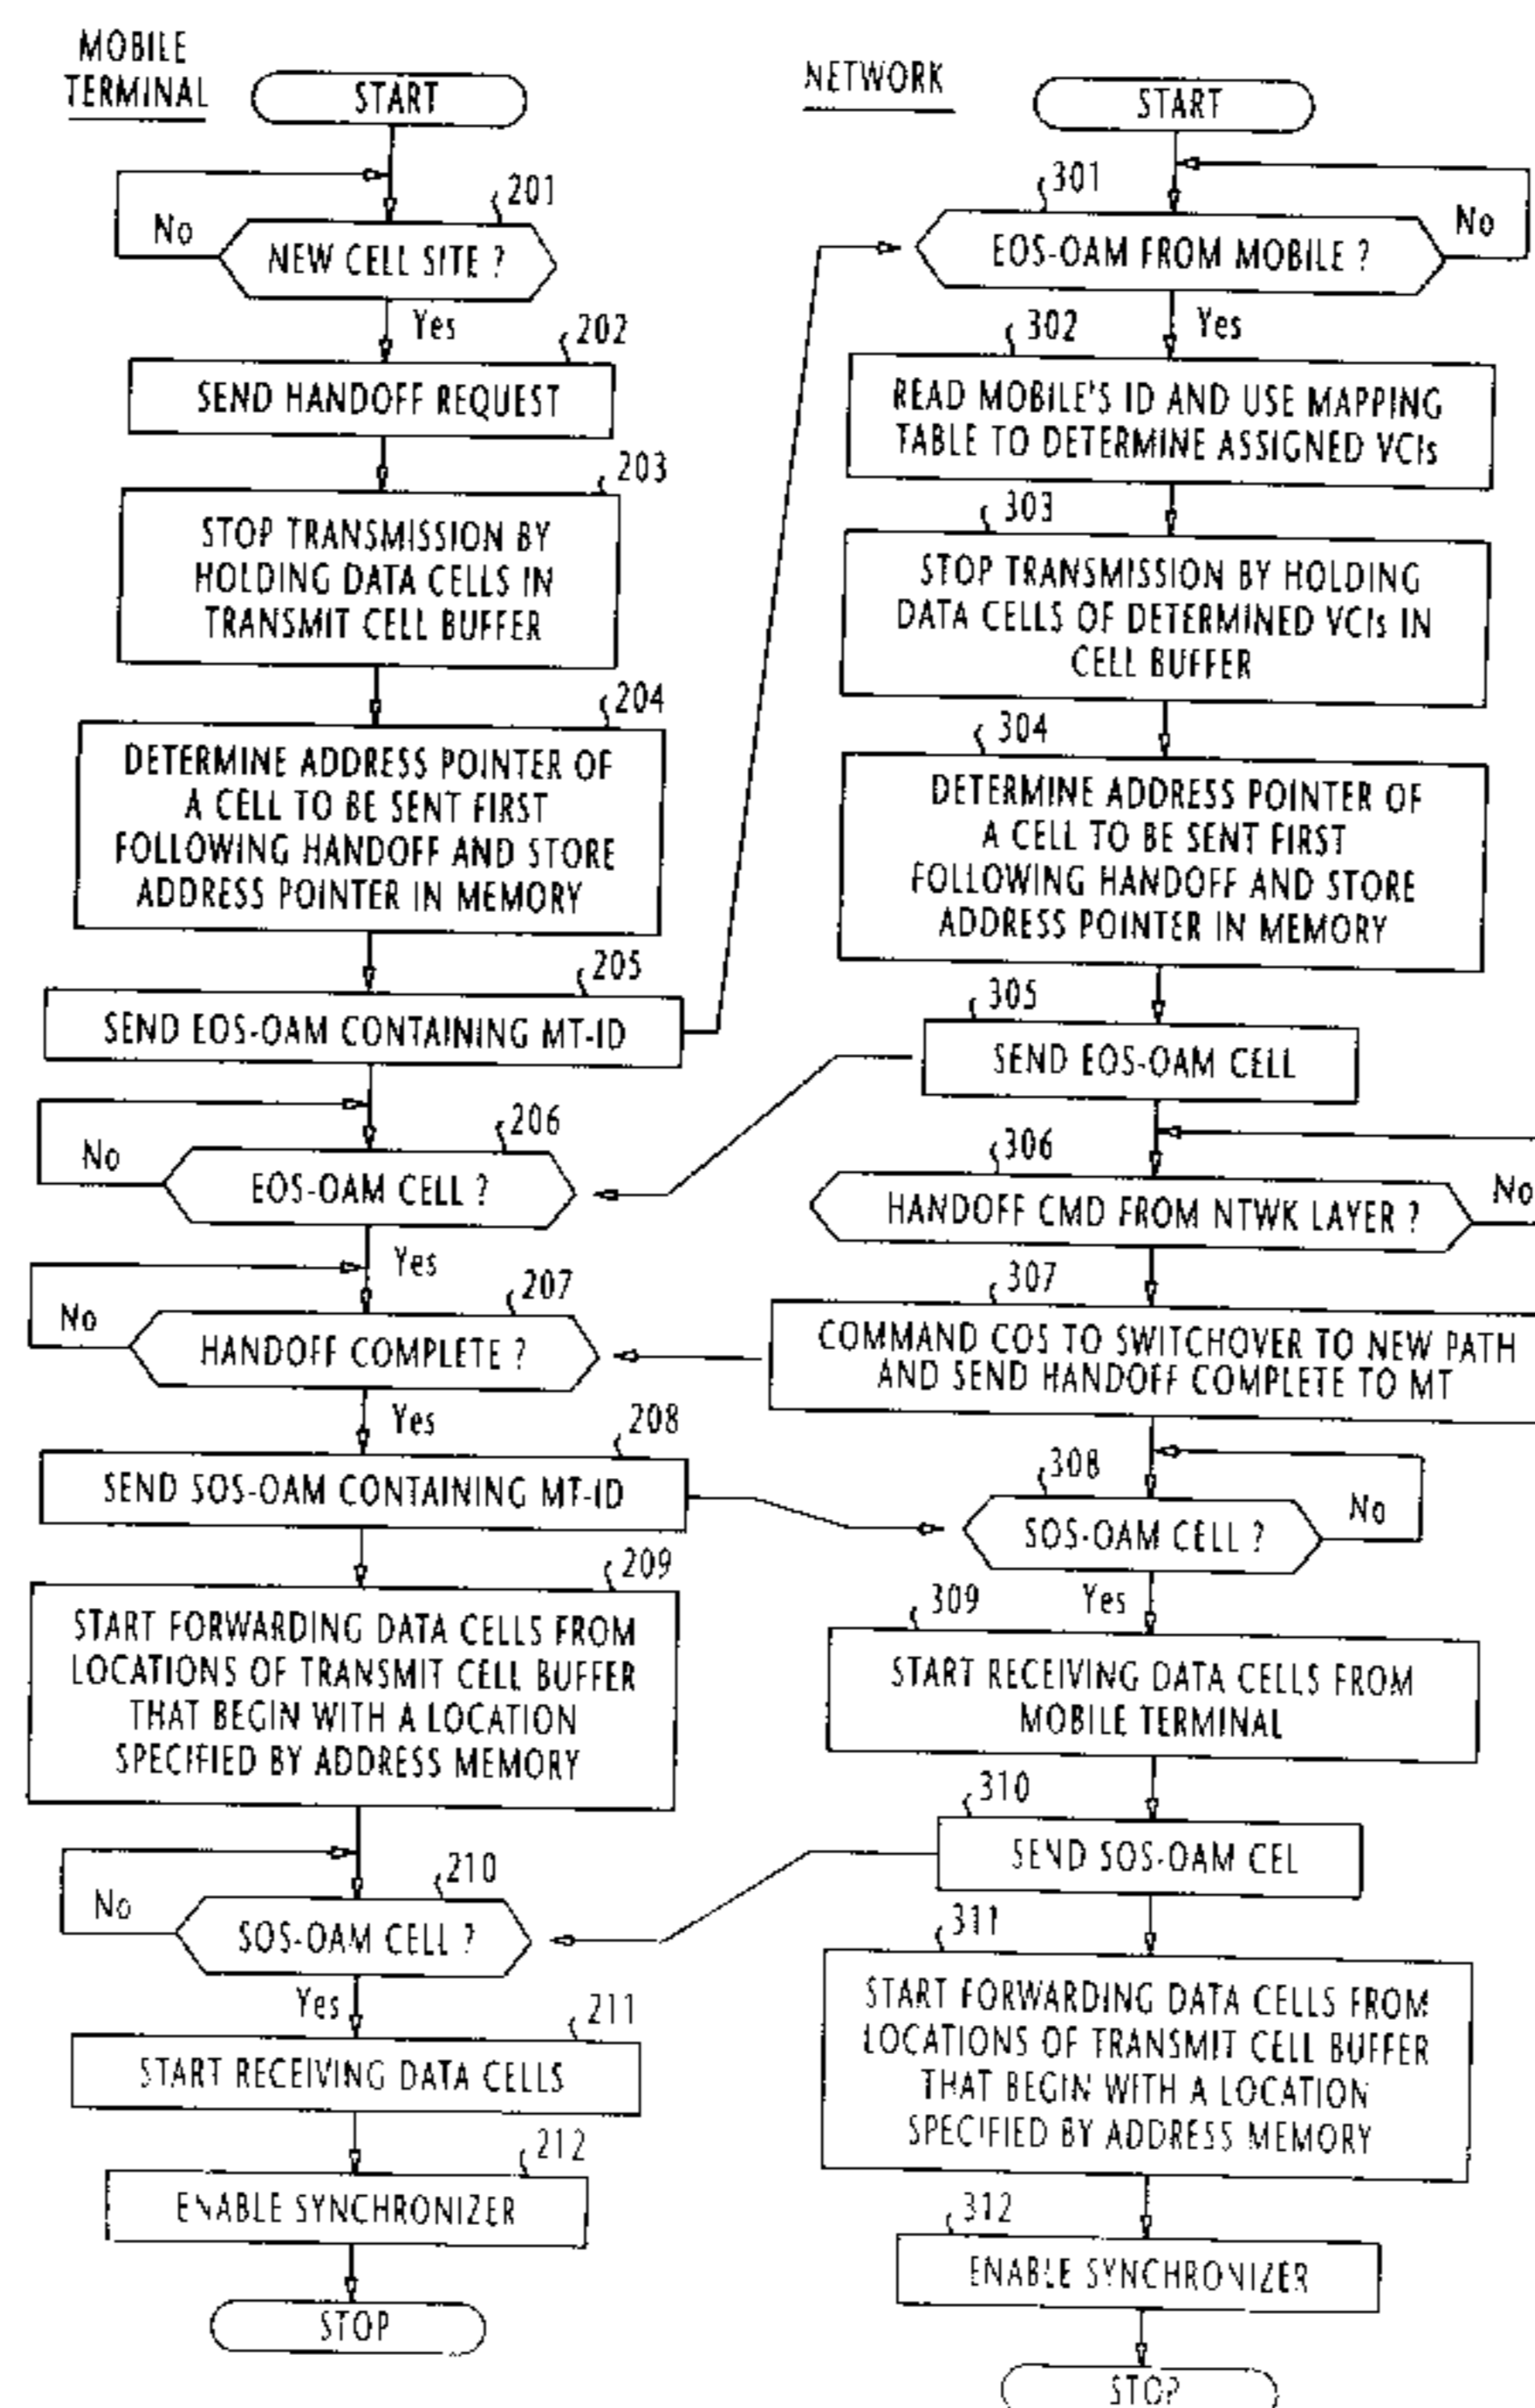 MOBILE
TERMINAL
START
201
No
NEW CELL SITE ?
Yes
202
SEND HANDOFF REQUEST
203
STOP TRANSMISSION BY
HOLDING DATA CELLS IN
TRANSMIT CELL BUFFER
204
DETERMINE ADDRESS POINTER OF
A CELL TO BE SENT FIRST
FOLLOWING HANDOFF AND STORE
ADDRESS POINTER IN MEMORY
205
SEND EOS-OAM CONTAINING MT-ID
206
No
EOS-OAM CELL ?
Yes
207
No
HANDOFF COMPLETE ?
Yes
208
SEND SOS-OAM CONTAINING MT-ID
209
START FORWARDING DATA CELLS FROM
LOCATIONS OF TRANSMIT CELL BUFFER
THAT BEGIN WITH A LOCATION
SPECIFIED BY ADDRESS MEMORY
210
No
SOS-OAM CELL ?
Yes
211
START RECEIVING DATA CELLS
212
ENABLE SYNCHRONIZER
STOP
NETWORK
START
301
No
EOS-OAM FROM MOBILE ?
Yes
302
READ MOBILE'S ID AND USE MAPPING
TABLE TO DETERMINE ASSIGNED VCIs
303
STOP TRANSMISSION BY HOLDING
DATA CELLS OF DETERMINED VCIs IN
CELL BUFFER
304
DETERMINE ADDRESS POINTER OF
A CELL TO BE SENT FIRST
FOLLOWING HANDOFF AND STORE
ADDRESS POINTER IN MEMORY
305
SEND EOS-OAM CELL
306
No
HANDOFF CMD FROM NTWK LAYER ?
307
COMMAND COS TO SWITCHOVER TO NEW PATH
AND SEND HANDOFF COMPLETE TO MT
308
No
SOS-OAM CELL ?
Yes
309
START RECEIVING DATA CELLS FROM
MOBILE TERMINAL
310
SEND SOS-OAM CEL
311
START FORWARDING DATA CELLS FROM
LOCATIONS OF TRANSMIT CELL BUFFER
THAT BEGIN WITH A LOCATION
SPECIFIED BY ADDRESS MEMORY
312
ENABLE SYNCHRONIZER
STOP